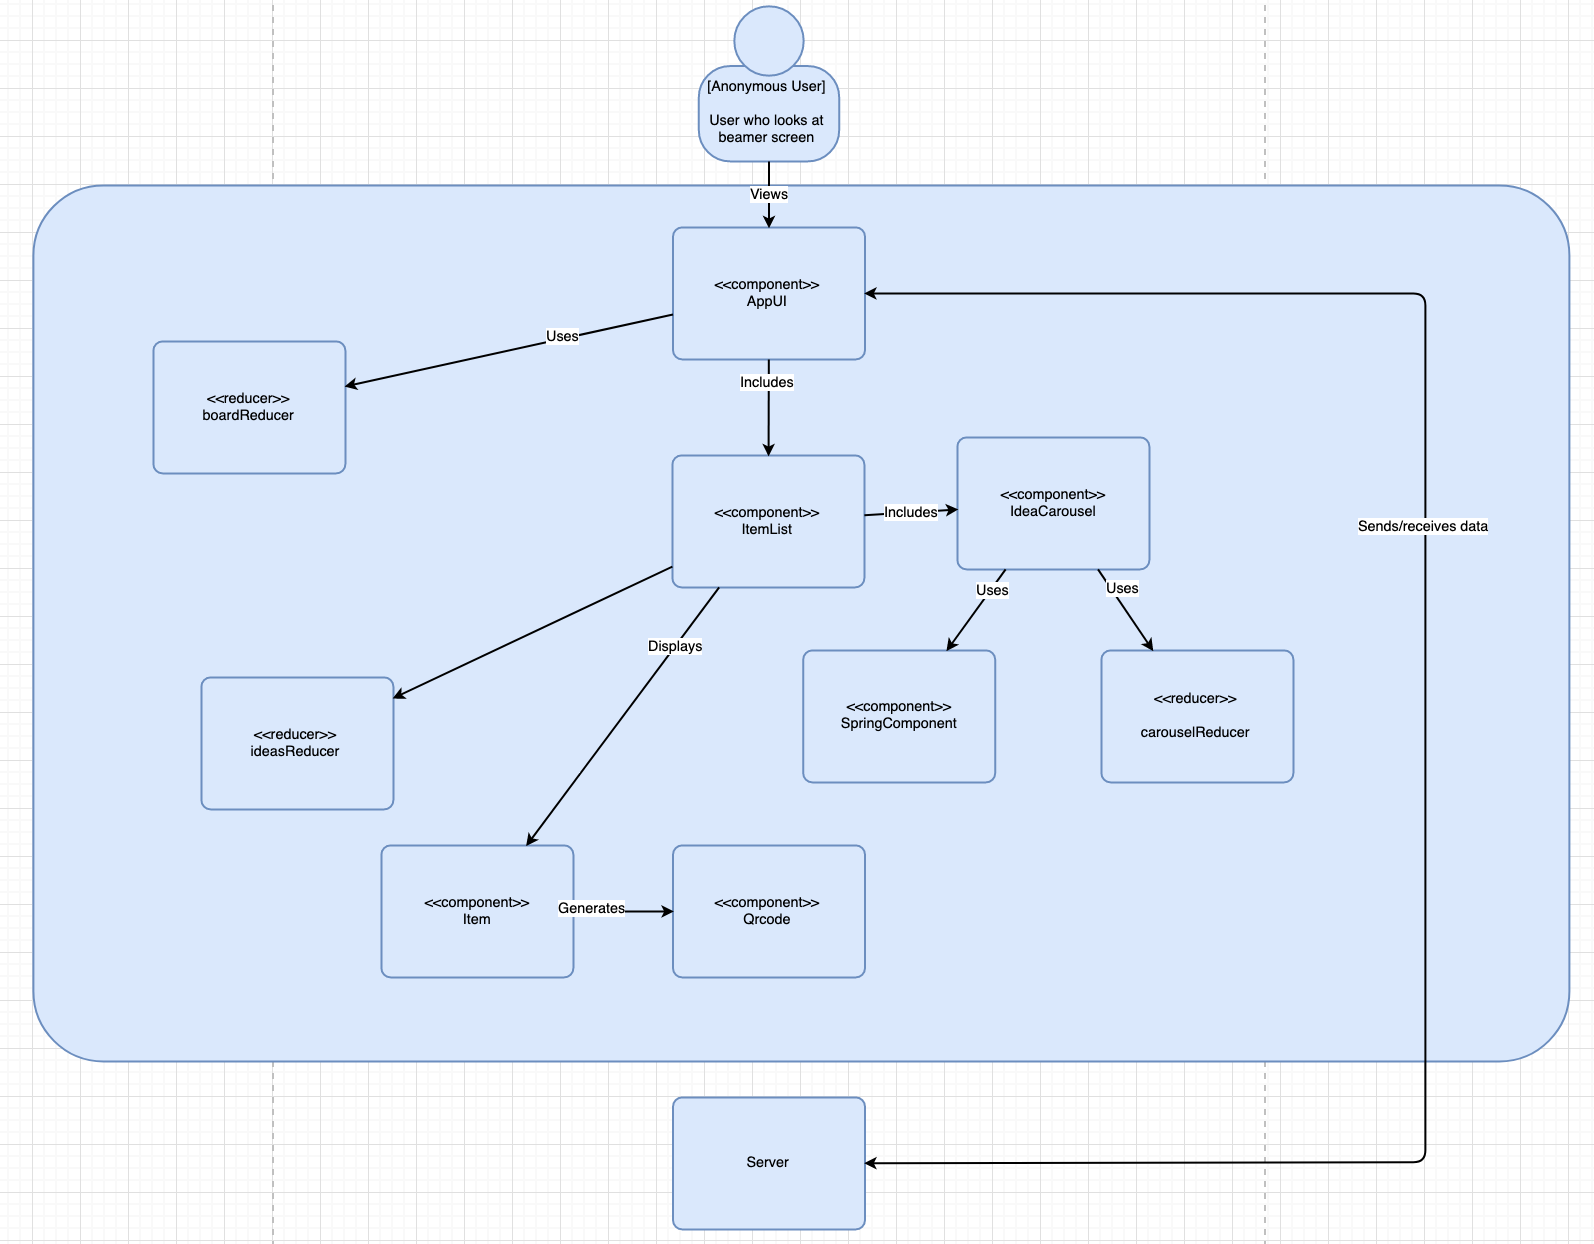 [Anonymous User]
User who looks at
beamer screen
Views
<<component>>
AppUI
Uses
<<reducer>>
boardReducer
Includes
<<component>>
ItemList
Includes
<<component>>
IdeaCarousel
Sends/receives data
Uses
Uses
Displays
<<component>>
SpringComponent
<<reducer>>
carouselReducer
<<reducer>>
ideasReducer
<<component>>
Item
Generates
<<component>>
Qrcode
Server